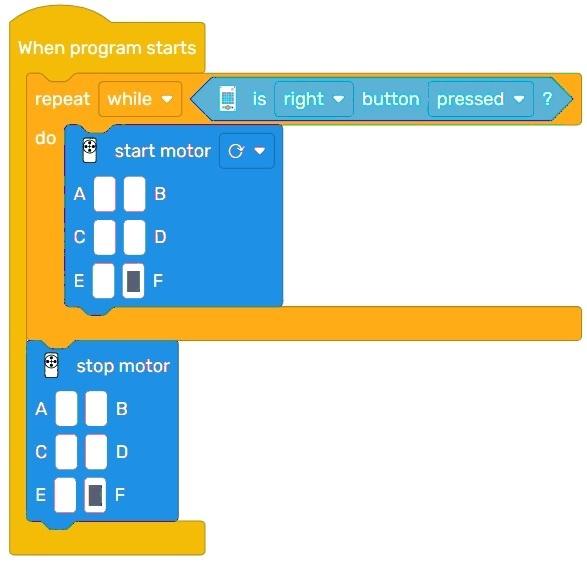 When program starts
repeat while is right button pressed ?
do
start motor
A B
C D
E F
stop motor
A B
C D
E F